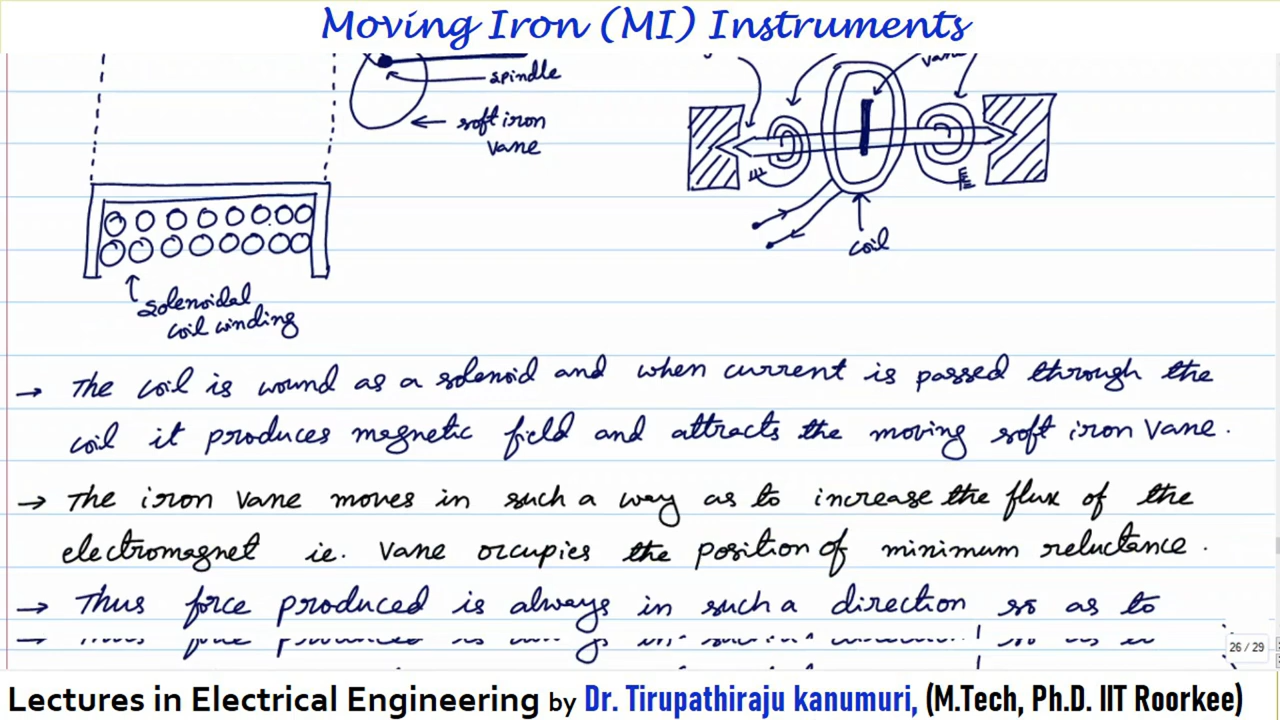 Moving Iron (MI) Instruments
spindle
vane
soft iron
vane
coil
solenoidal
coil winding
→ The coil is wound as a solenoid and when current is passed through the
coil it produces magnetic field and attracts the moving soft iron vane.
→ The iron vane moves in such a way as to increase the flux of the
electromagnet ie. vane occupies the position of minimum reluctance.
→ Thus force produced is always in such a direction so as to
26 / 29
Lectures in Electrical Engineering by Dr. Tirupathiraju kanumuri, (M.Tech, Ph.D. IIT Roorkee)